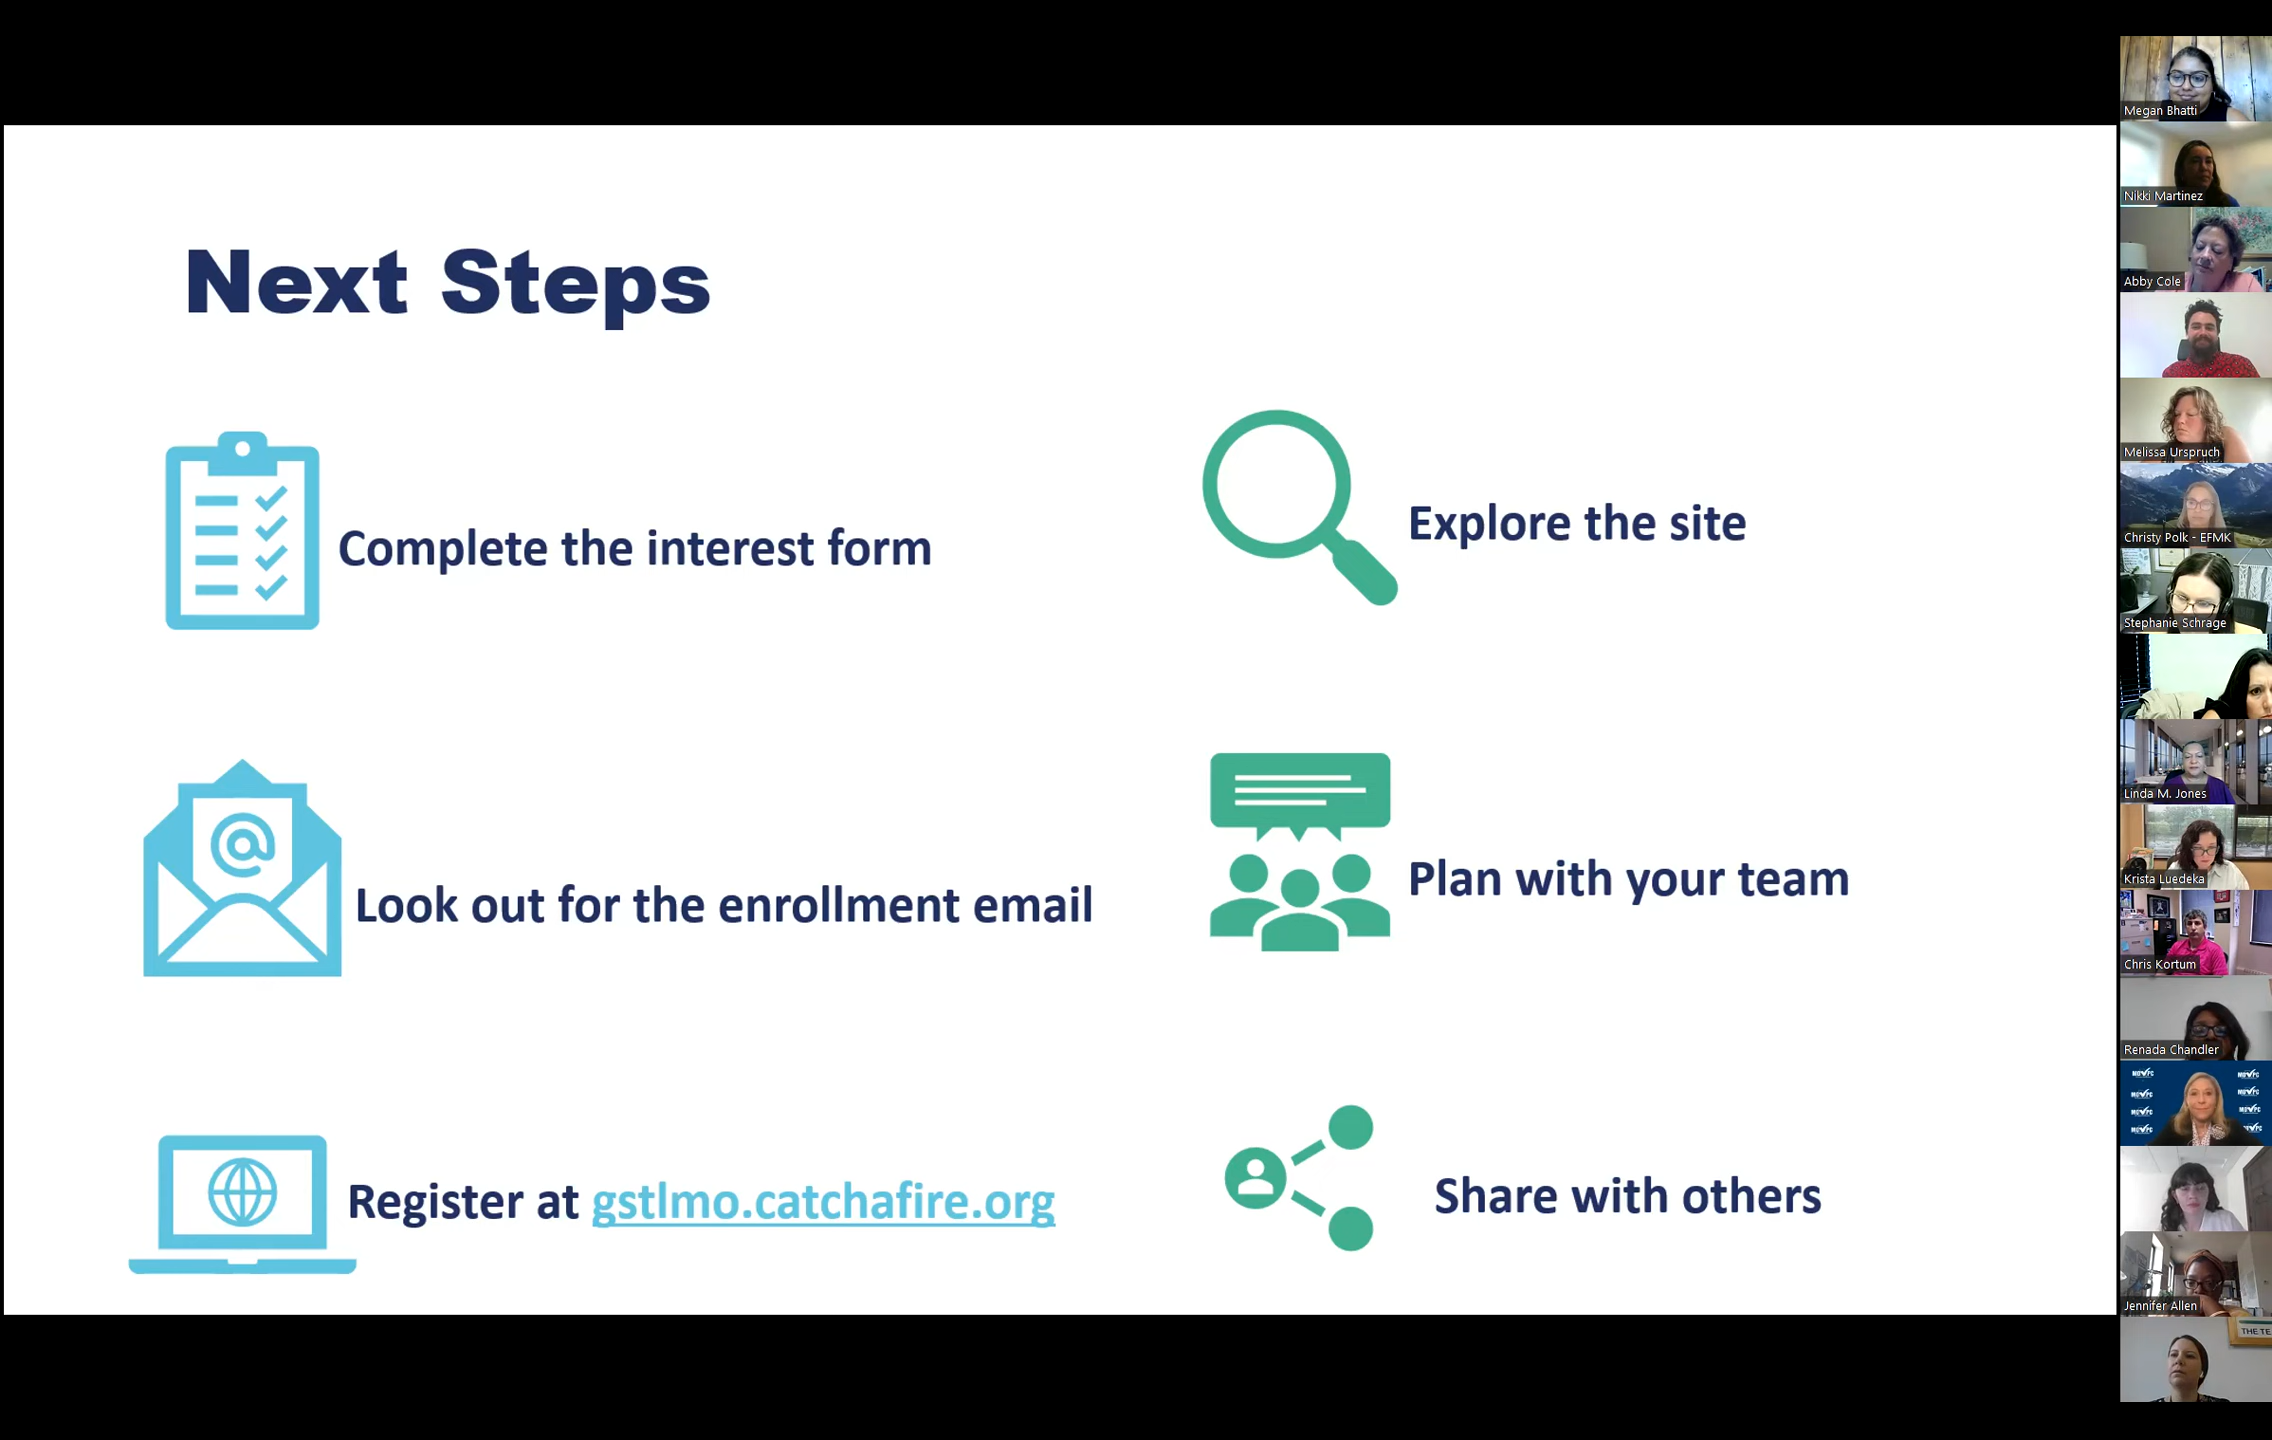 Next Steps
Complete the interest form
Look out for the enrollment email
Register at gstlmo.catchafire.org
Explore the site
Plan with your team
Share with others
Megan Bhatti
Nikki Martinez
Abby Cole
Melissa Urspruch
Christy Polk - EFMK
Stephanie Schrage
Linda M. Jones
Krista Luedeka
Chris Kortum
Renada Chandler
Jennifer Allen
THE TE